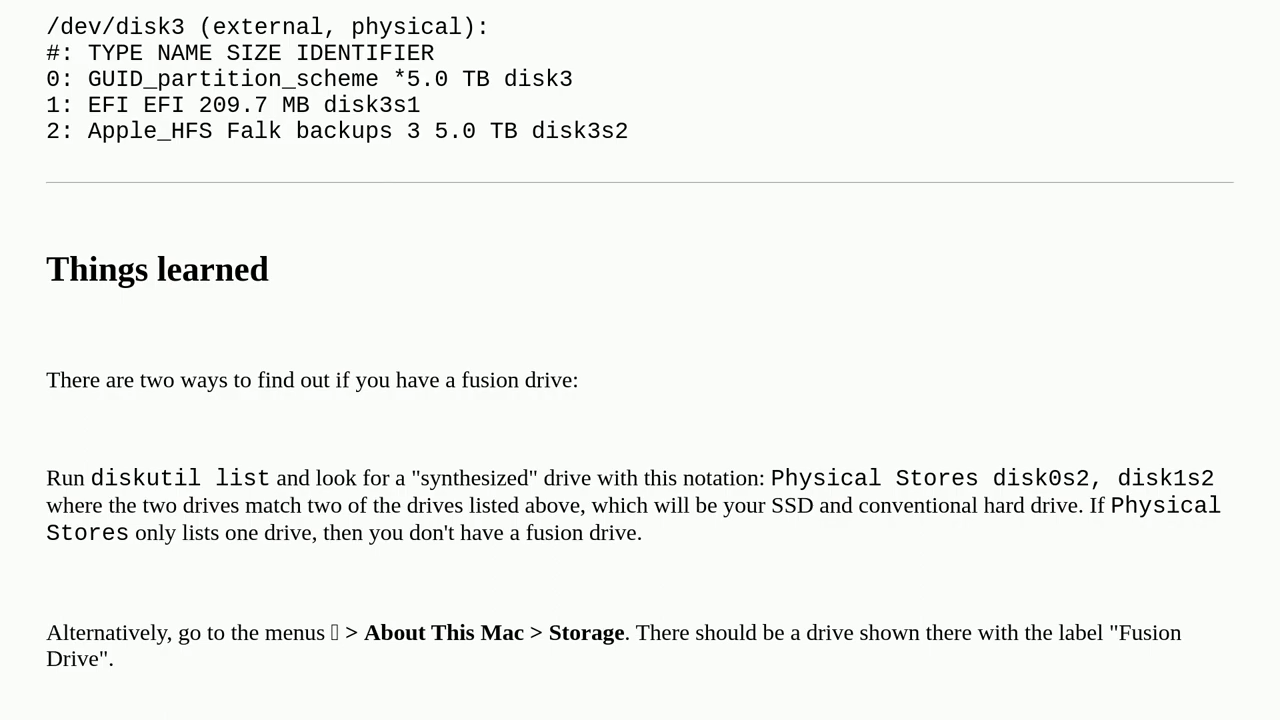 /dev/disk3 (external, physical):
#: TYPE NAME SIZE IDENTIFIER
0: GUID_partition_scheme *5.0 TB disk3
1: EFI EFI 209.7 MB disk3s1
2: Apple_HFS Falk backups 3 5.0 TB disk3s2
Things learned
There are two ways to find out if you have a fusion drive:
Run diskutil list and look for a "synthesized" drive with this notation: Physical Stores disk0s2, disk1s2
where the two drives match two of the drives listed above, which will be your SSD and conventional hard drive. If Physical
Stores only lists one drive, then you don't have a fusion drive.
Alternatively, go to the menus  > About This Mac > Storage. There should be a drive shown there with the label "Fusion
Drive".